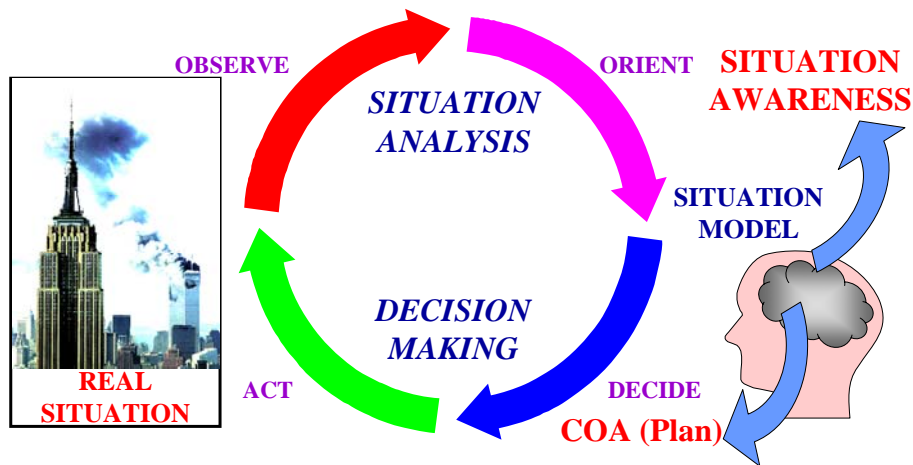 OBSERVE
ORIENT
SITUATION
AWARENESS
SITUATION
ANALYSIS
SITUATION
MODEL
DECISION
MAKING
REAL
SITUATION
ACT
DECIDE
COA (Plan)